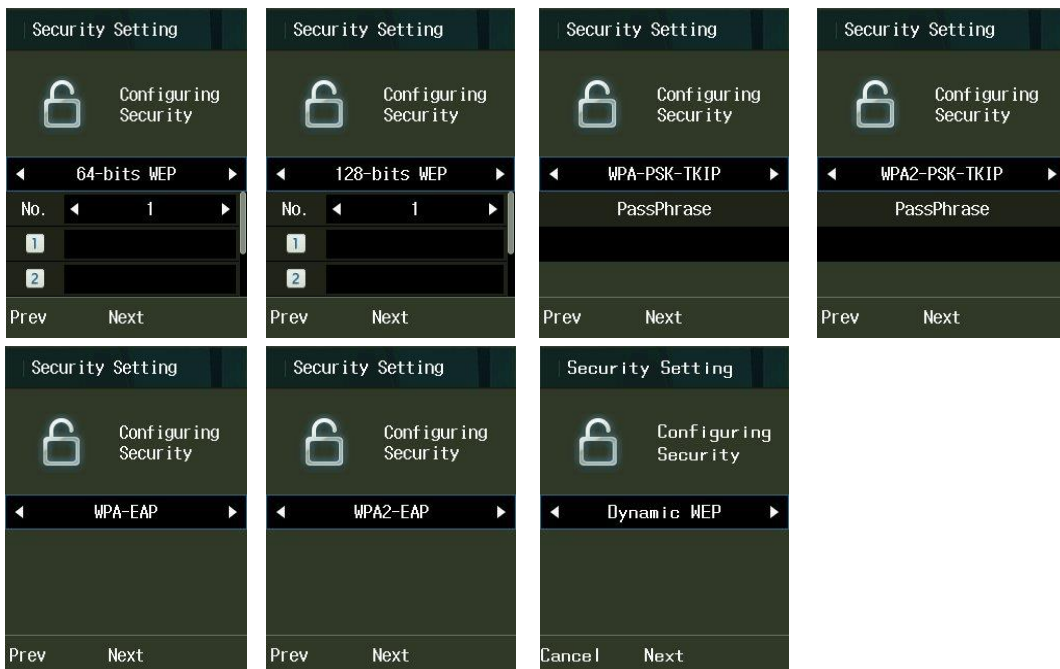 Security Setting
Configuring
Security
64-bits WEP
No. 1
1
2
Prev Next
Security Setting
Configuring
Security
128-bits WEP
No. 1
1
2
Prev Next
Security Setting
Configuring
Security
WPA-PSK-TKIP
PassPhrase
Prev Next
Security Setting
Configuring
Security
WPA2-PSK-TKIP
PassPhrase
Prev Next
Security Setting
Configuring
Security
WPA-EAP
Prev Next
Security Setting
Configuring
Security
WPA2-EAP
Prev Next
Security Setting
Configuring
Security
Dynamic WEP
Cancel Next